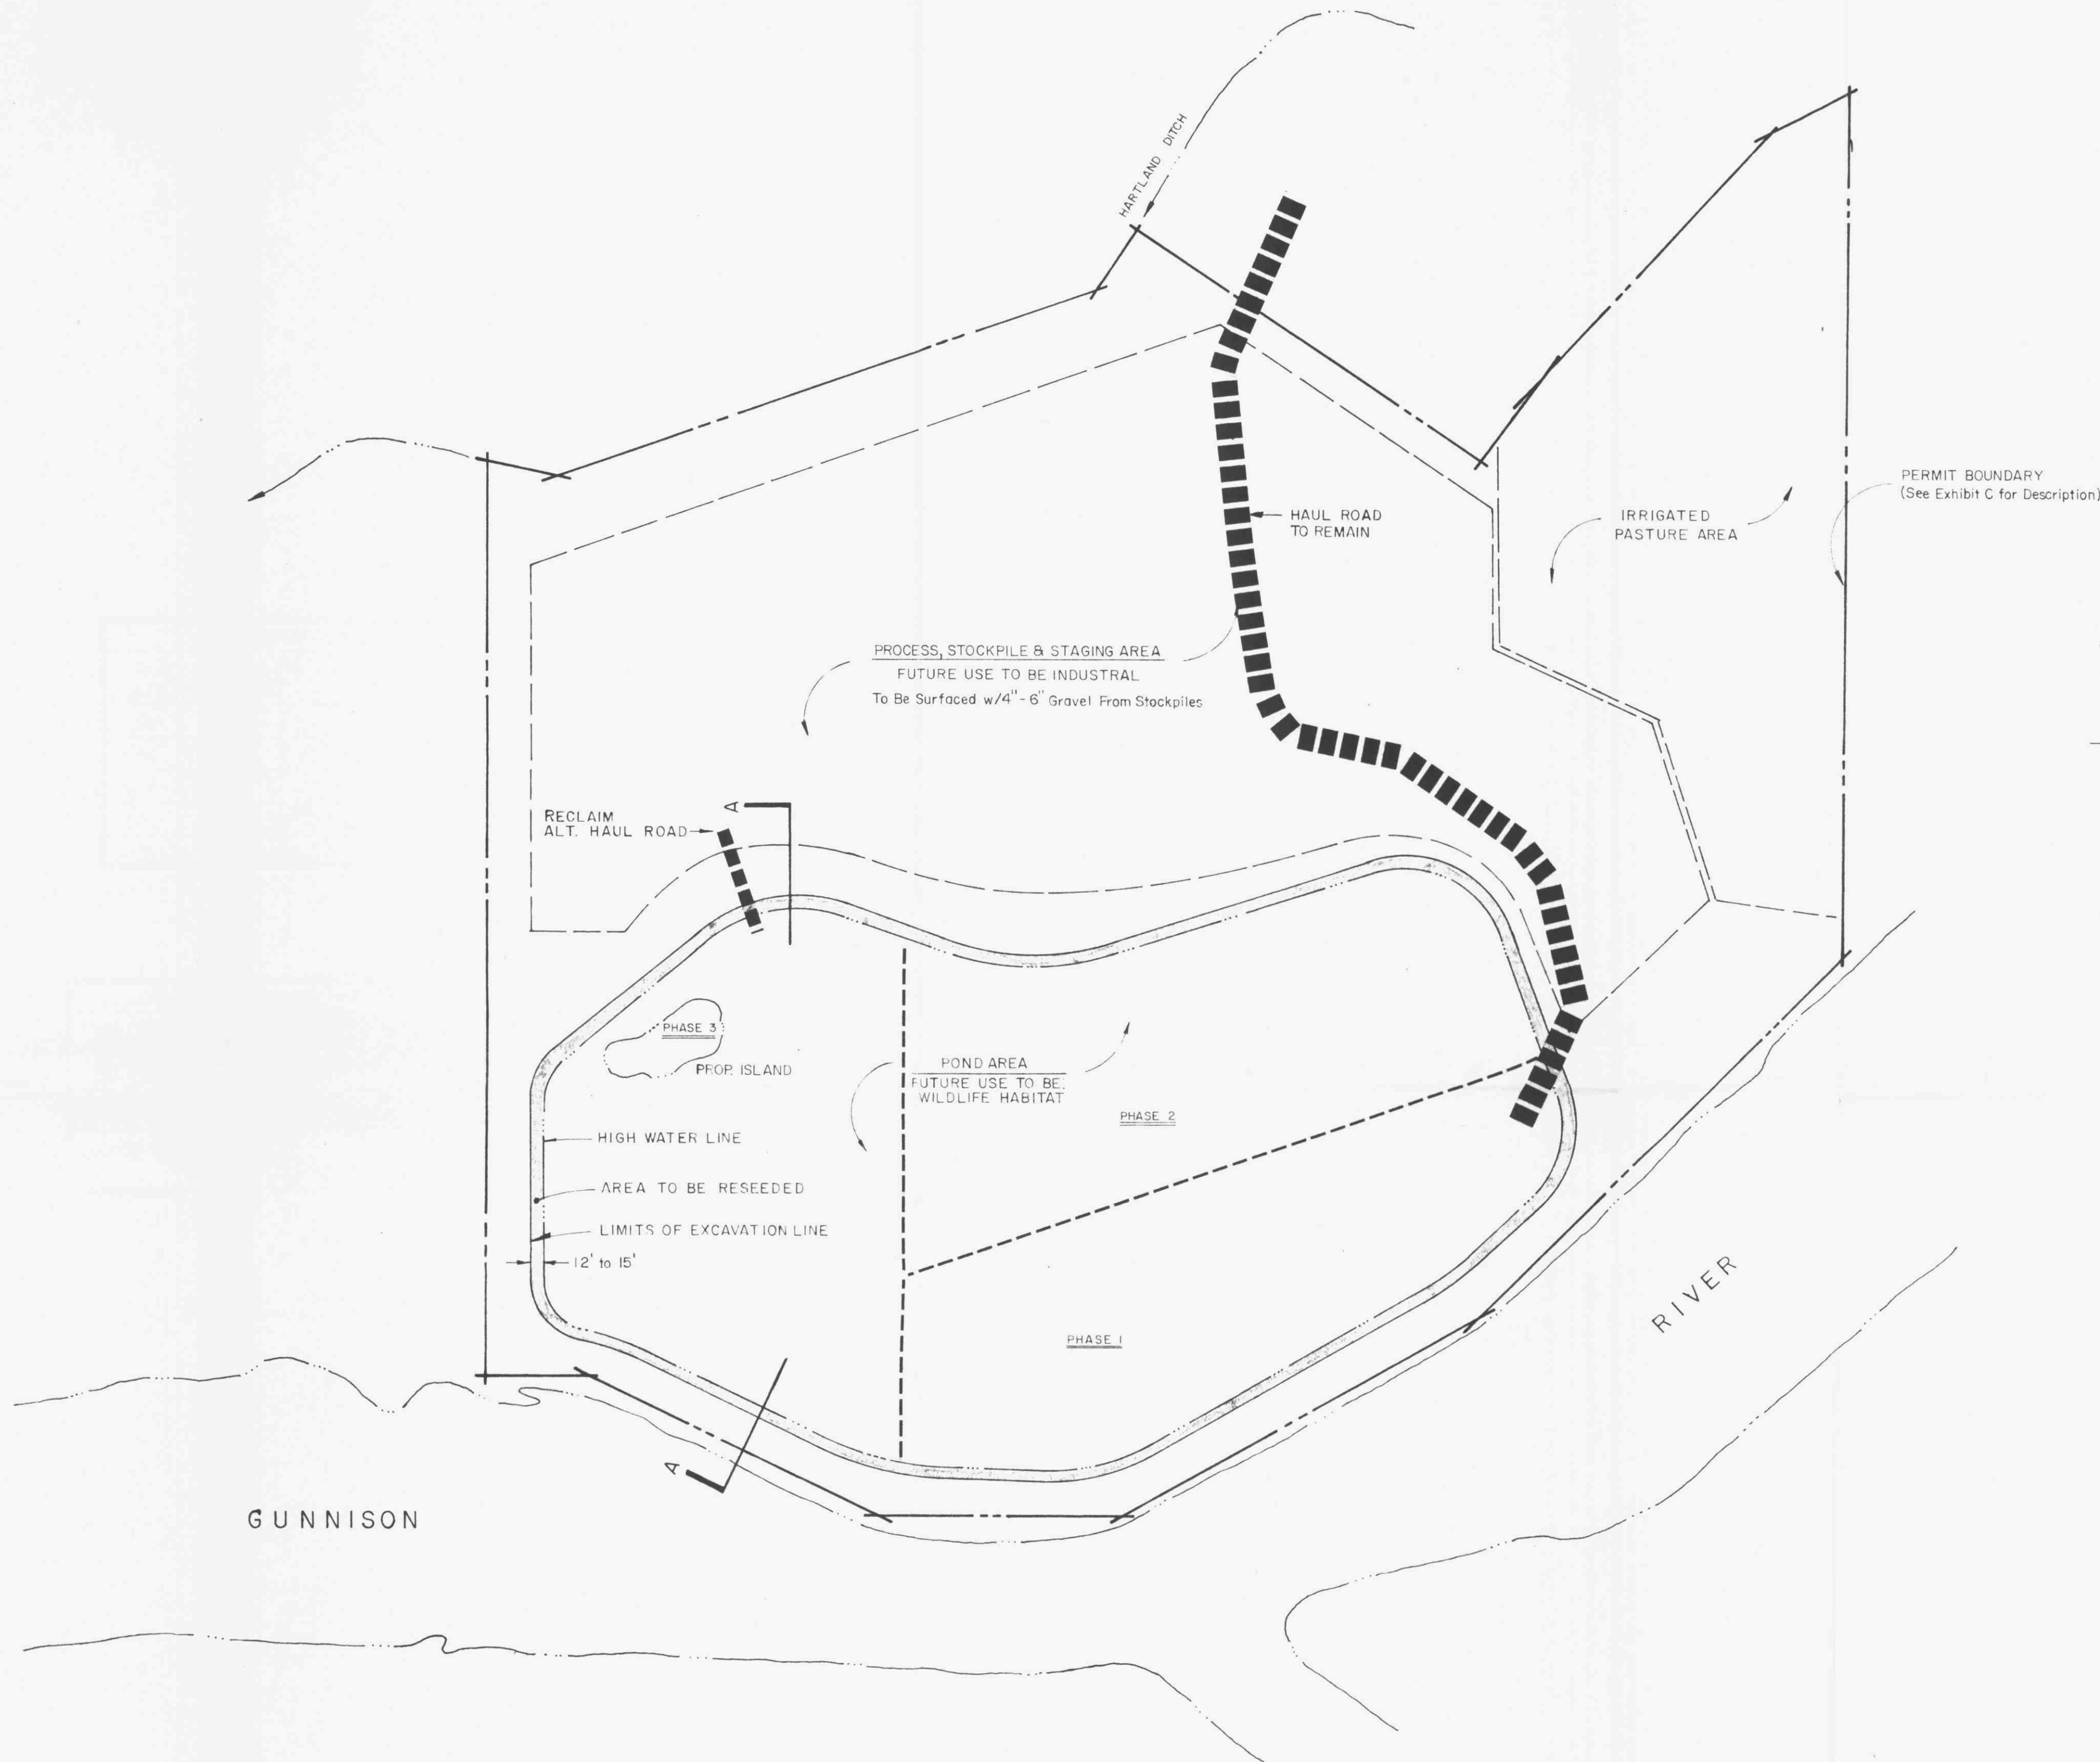 HARTLAND DITCH
PERMIT BOUNDARY
(See Exhibit C for Description)
HAUL ROAD
TO REMAIN
IRRIGATED
PASTURE AREA
PROCESS, STOCKPILE & STAGING AREA
FUTURE USE TO BE INDUSTRAL
To Be Surfaced w/4"-6" Gravel From Stockpiles
A
RECLAIM
ALT. HAUL ROAD
PHASE 3
PROP. ISLAND
POND AREA
FUTURE USE TO BE:
WILDLIFE HABITAT
PHASE 2
HIGH WATER LINE
AREA TO BE RESEEDED
LIMITS OF EXCAVATION LINE
12' to 15'
PHASE 1
RIVER
A
GUNNISON